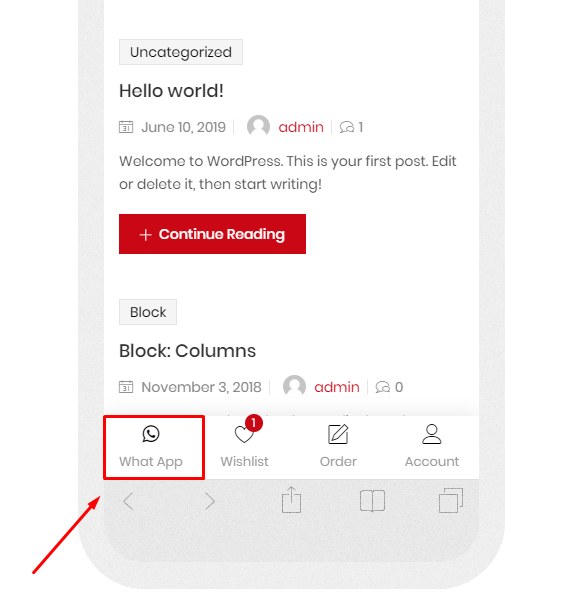 Uncategorized
Hello world!
31 June 10, 2019 admin 1
Welcome to WordPress. This is your first post. Edit
or delete it, then start writing!
+ Continue Reading
Block
Block: Columns
31 November 3, 2018 admin 0
1
What App Wishlist Order Account